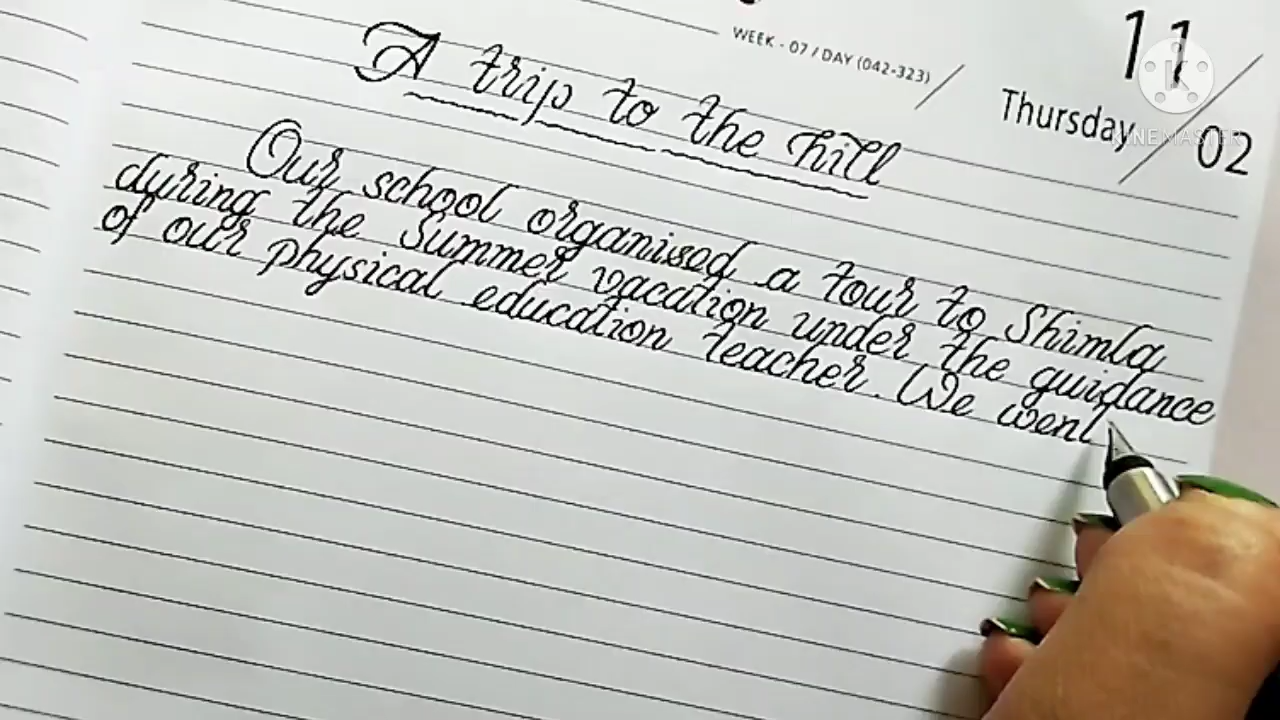 WEEK - 07 / DAY (042-323)
11
Thursday
02
KINEMASTER
A trip to the hill
Our school organised a tour to Shimla
during the Summer vacation under the guidance
of our physical education teacher. We went